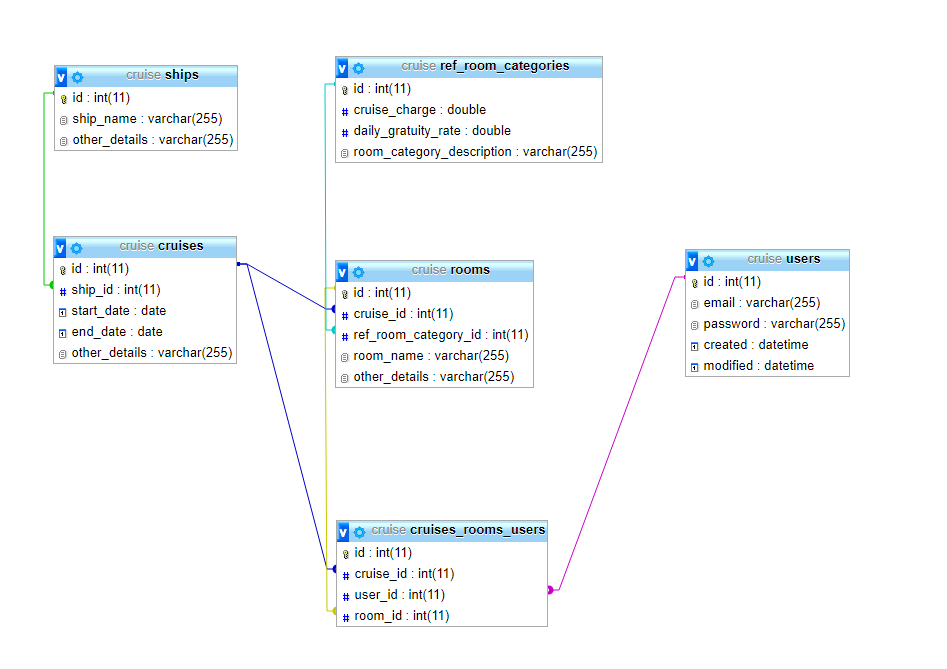 v cruise ships
id : int(11)
ship_name : varchar(255)
other_details : varchar(255)
v cruise ref_room_categories
id : int(11)
# cruise_charge : double
# daily_gratuity_rate : double
room_category_description : varchar(255)
v cruise cruises
id : int(11)
# ship_id : int(11)
start_date : date
end_date : date
other_details : varchar(255)
v cruise rooms
id : int(11)
# cruise_id : int(11)
# ref_room_category_id : int(11)
room_name : varchar(255)
other_details : varchar(255)
v cruise users
id : int(11)
email : varchar(255)
password : varchar(255)
created : datetime
modified : datetime
v cruise cruises_rooms_users
id : int(11)
# cruise_id : int(11)
# user_id : int(11)
# room_id : int(11)